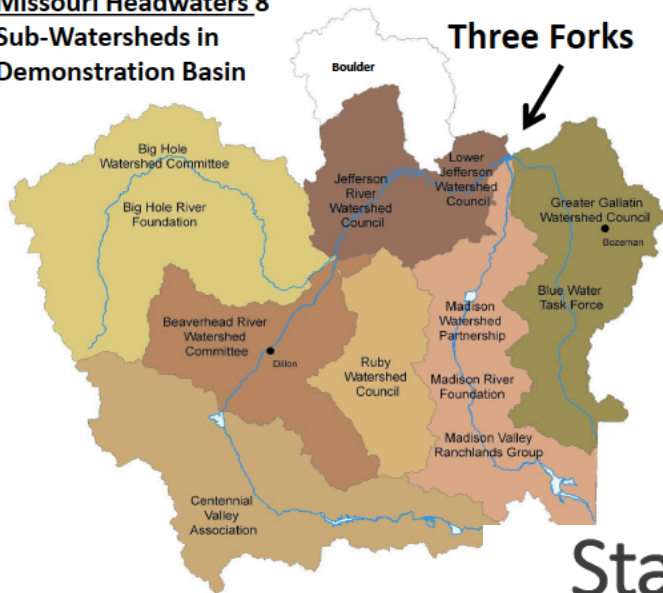 Missouri Headwaters 8
Sub-Watersheds in
Demonstration Basin
Three Forks
Boulder
Big Hole
Watershed Committee
Big Hole River
Foundation
Jefferson
River
Watershed
Council
Lower
Jefferson
Watershed
Council
Greater Gallatin
Watershed Council
Bozeman
Blue Water
Task Force
Beaverhead River
Watershed
Committee
Dillon
Ruby
Watershed
Council
Madison
Watershed
Partnership
Madison River
Foundation
Madison Valley
Ranchlands Group
Centennial
Valley
Association
Sta